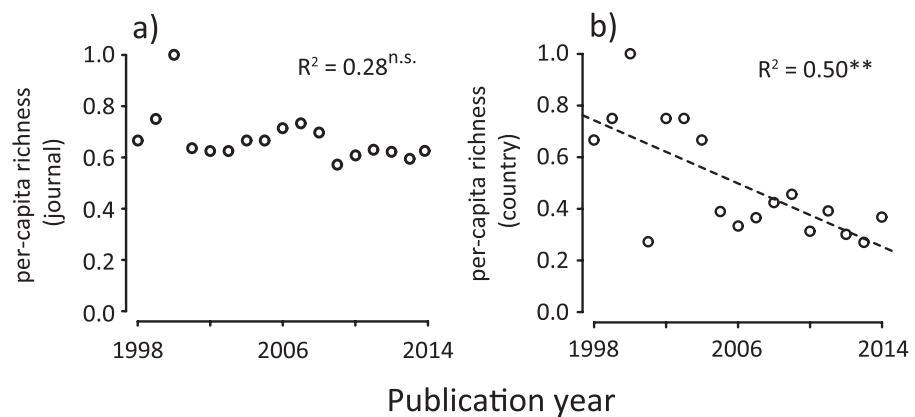 a)
R² = 0.28ⁿ·ˢ·
per-capita richness
(journal)
1.0
0.8
0.6
0.4
0.2
0.0
1998
2006
2014
b)
R² = 0.50**
per-capita richness
(country)
1.0
0.8
0.6
0.4
0.2
0.0
1998
2006
2014
Publication year